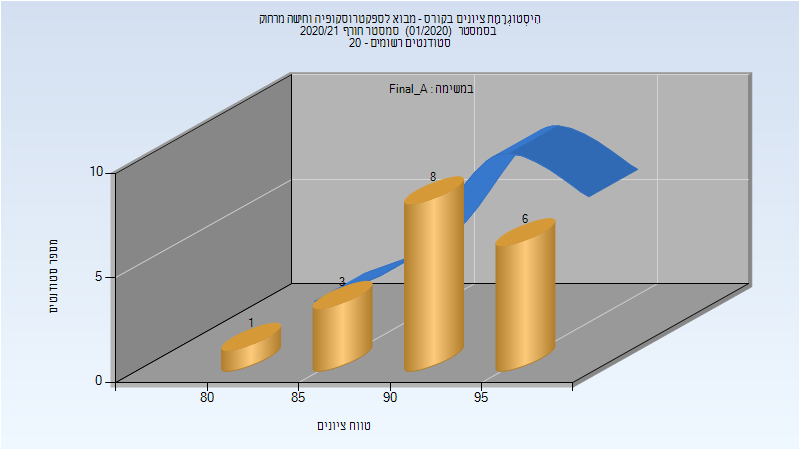 היסטוגרמת ציונים בקורס - מבוא לספקטרוסקופיה וחישה מרחוק
בסמסטר (01/2020) סמסטר חורף 2020/21
סטודנטים רשומים - 20
במשימה : Final_A
10
5
0
מספר סטודנטים
1
3
8
6
80
85
90
95
טווח ציונים